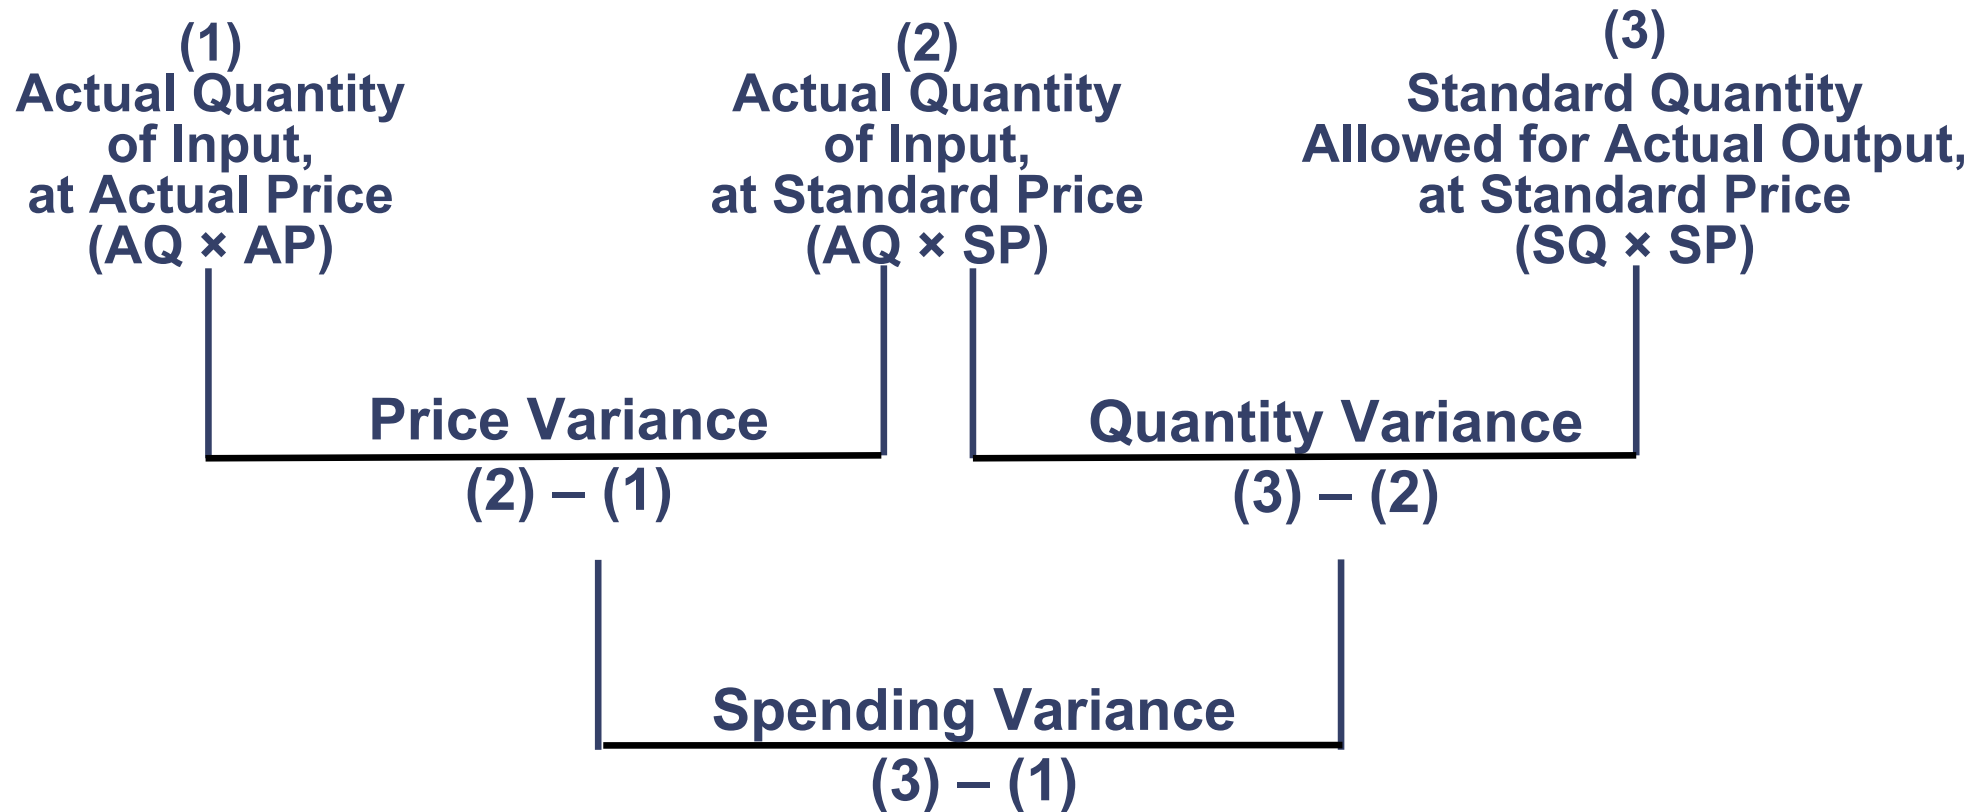 (1)
Actual Quantity
of Input,
at Actual Price
(AQ × AP)
(2)
Actual Quantity
of Input,
at Standard Price
(AQ × SP)
(3)
Standard Quantity
Allowed for Actual Output,
at Standard Price
(SQ × SP)
Price Variance
(2) – (1)
Quantity Variance
(3) – (2)
Spending Variance
(3) – (1)